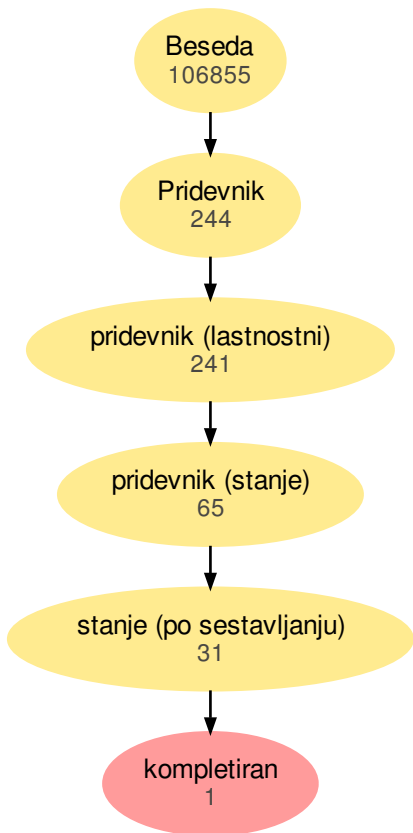 Beseda
106855
Pridevnik
244
pridevnik (lastnostni)
241
pridevnik (stanje)
65
stanje (po sestavljanju)
31
kompletiran
1